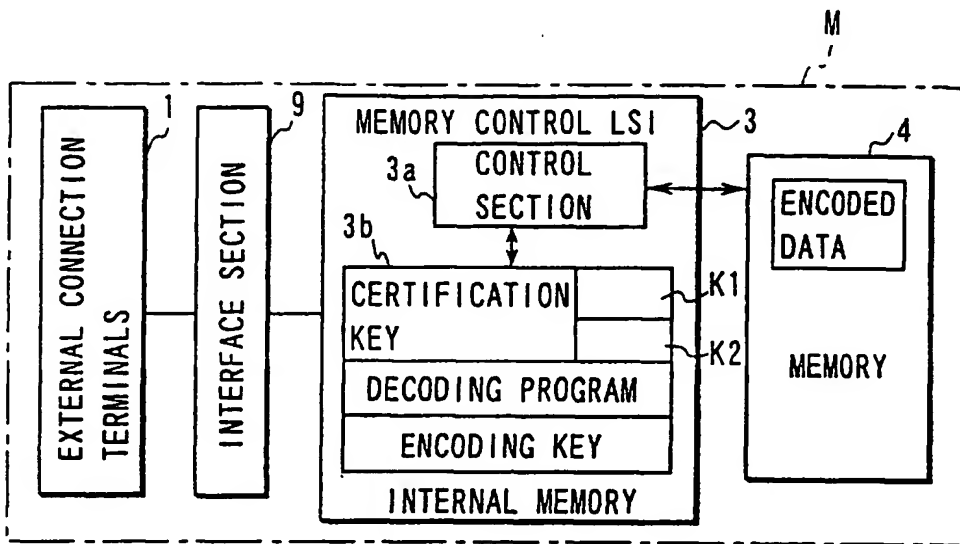 M
1
EXTERNAL CONNECTION
TERMINALS
9
INTERFACE SECTION
MEMORY CONTROL LSI
3
3a
CONTROL
SECTION
3b
CERTIFICATION
KEY
K1
K2
DECODING PROGRAM
ENCODING KEY
INTERNAL MEMORY
4
ENCODED
DATA
MEMORY